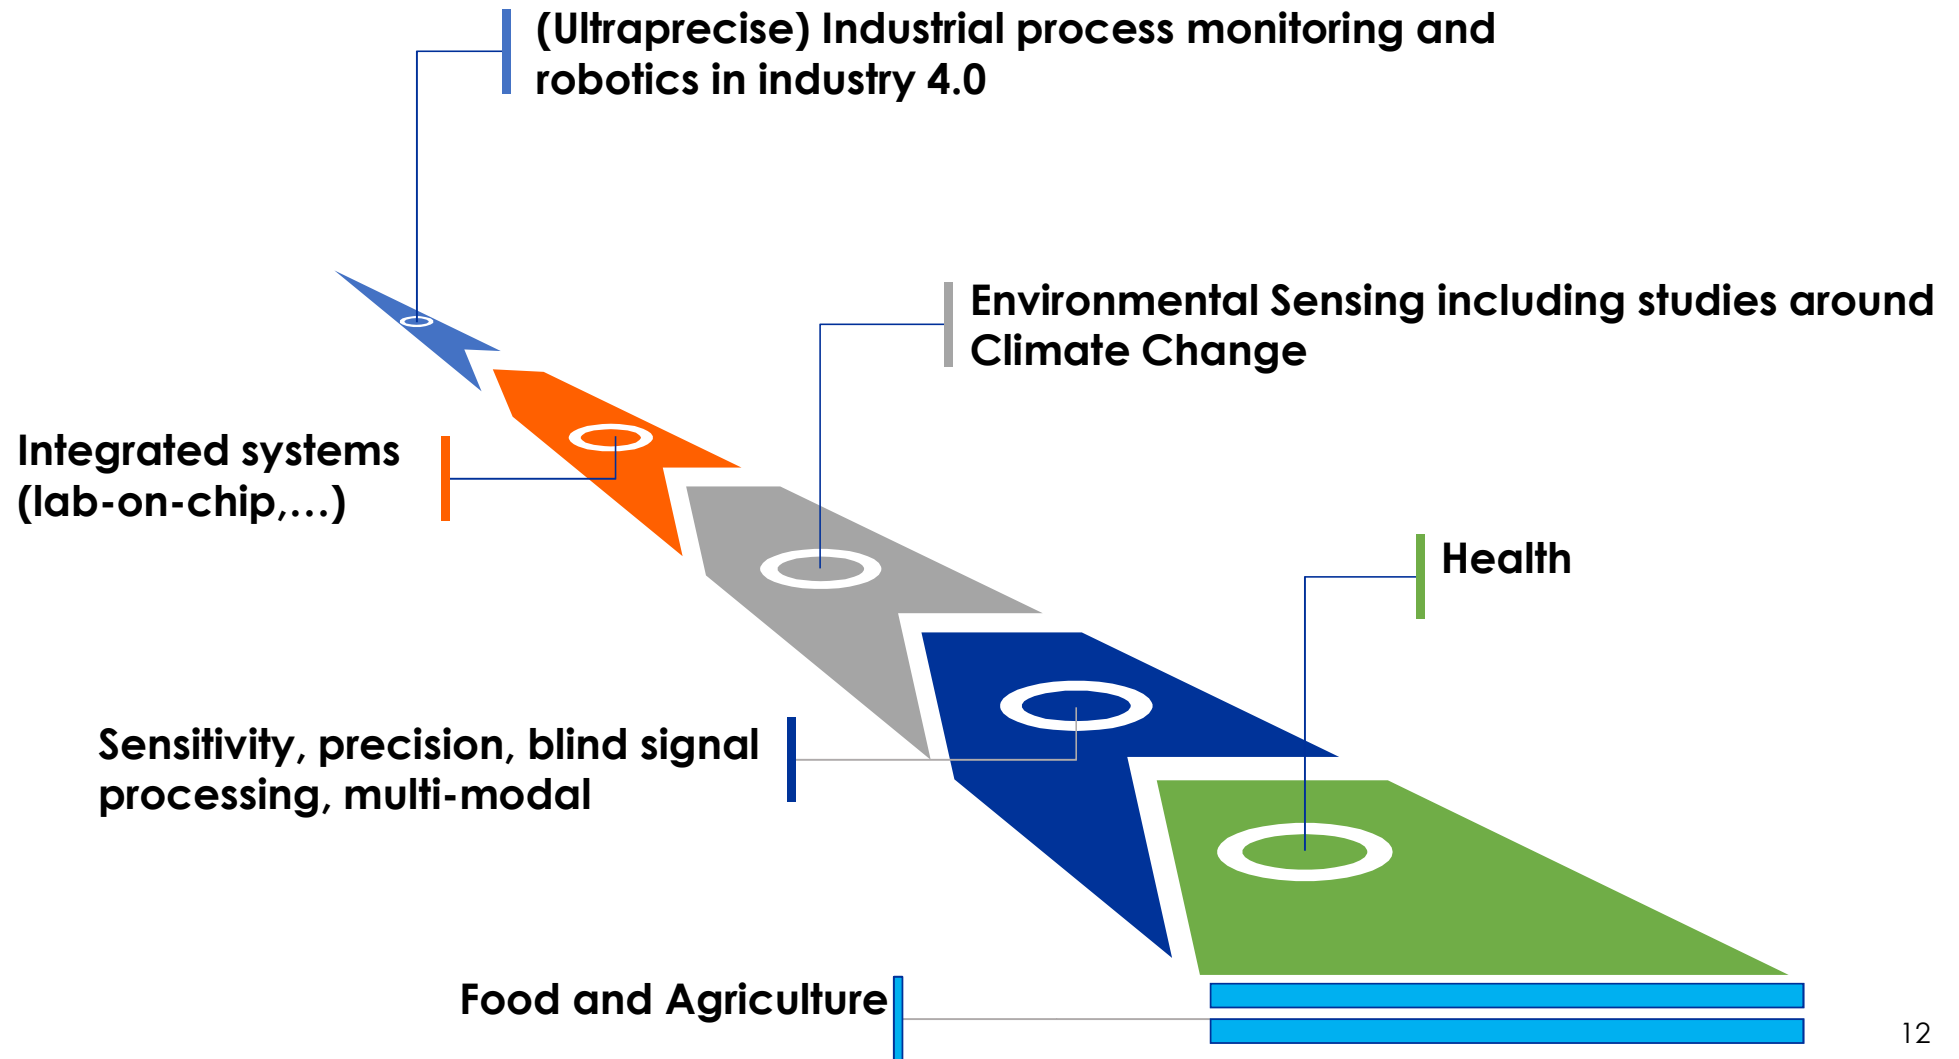 (Ultraprecise) Industrial process monitoring and
robotics in industry 4.0
Environmental Sensing including studies around
Climate Change
Integrated systems
(lab-on-chip,...)
Health
Sensitivity, precision, blind signal
processing, multi-modal
Food and Agriculture
12